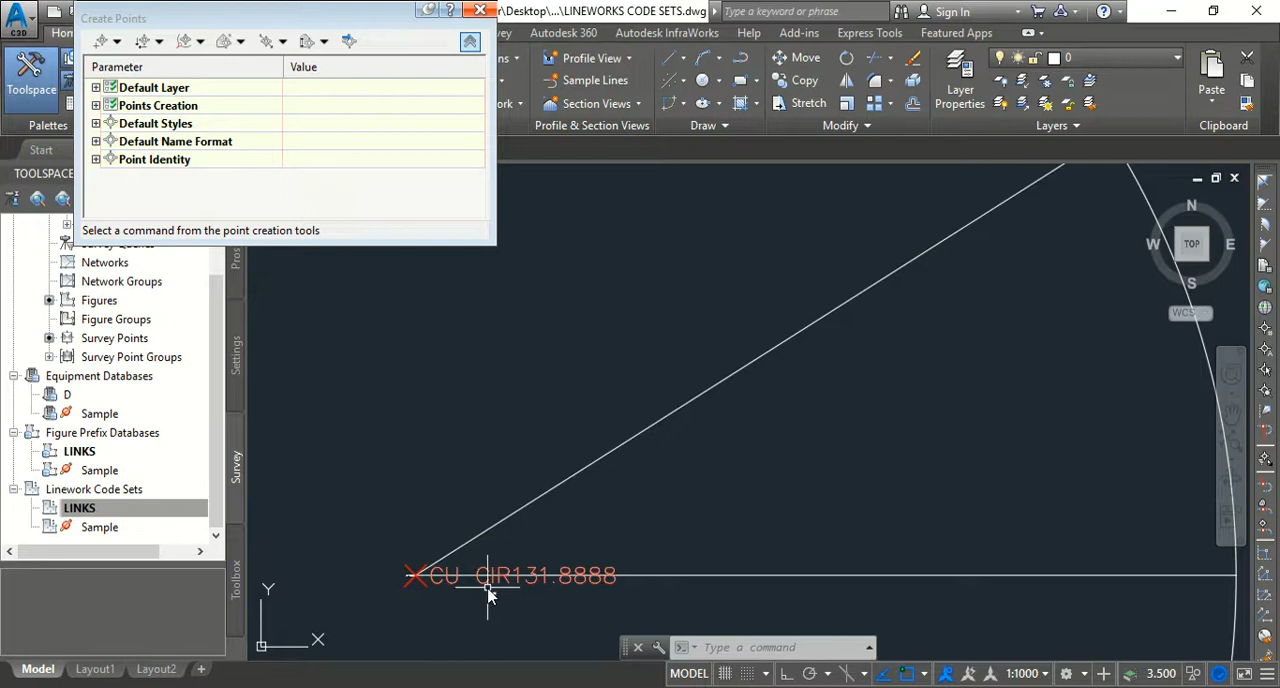 Create Points
r/Desktop\...\LINEWORKS CODE SETS.dwg
Type a keyword or phrase
Sign In
C3D
Autodesk 360
Autodesk InfraWorks
Help
Add-ins
Express Tools
Featured Apps
Toolspace
Palettes
Profile View
Sample Lines
Section Views
Profile & Section Views
Draw
Move
Copy
Stretch
Modify
Layer Properties
0
Layers
Paste
Clipboard
Parameter
Value
Default Layer
Points Creation
Default Styles
Default Name Format
Point Identity
Select a command from the point creation tools
Start
TOOLSPACE
Networks
Network Groups
Figures
Figure Groups
Survey Points
Survey Point Groups
Equipment Databases
D
Sample
Figure Prefix Databases
LINKS
Sample
Linework Code Sets
LINKS
Sample
Settings
Survey
Toolbox
N
W
TOP
E
S
WCS
CU CIR131.8888
Y
X
Type a command
Model
Layout1
Layout2
MODEL
1:1000
3.500